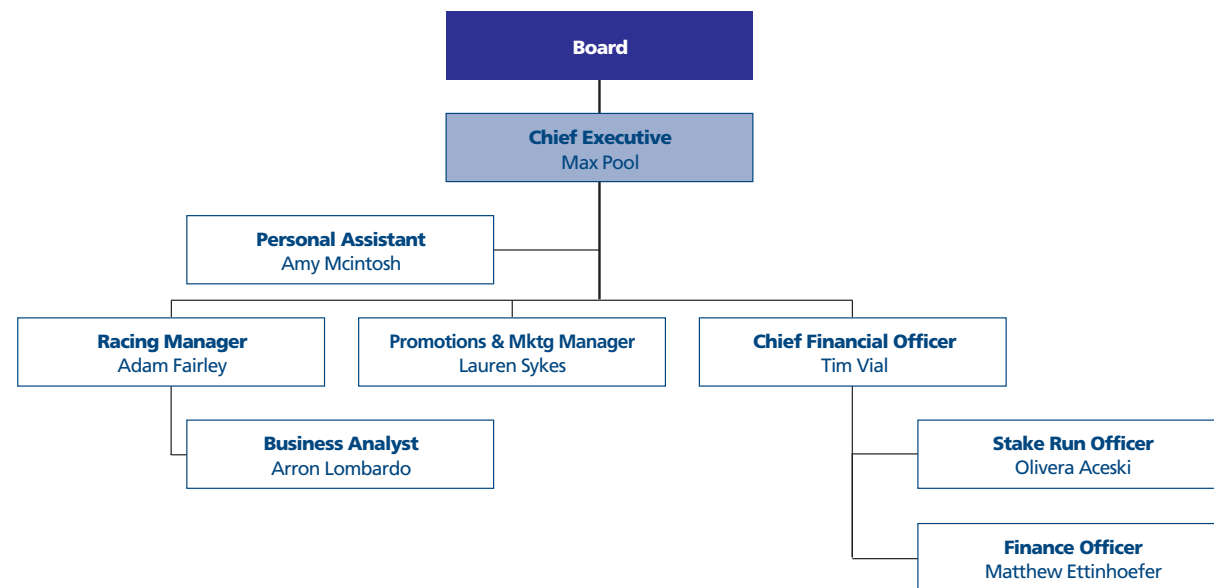 Board
Chief Executive
Max Pool
Personal Assistant
Amy Mcintosh
Racing Manager
Adam Fairley
Promotions & Mktg Manager
Lauren Sykes
Chief Financial Officer
Tim Vial
Business Analyst
Arron Lombardo
Stake Run Officer
Olivera Aceski
Finance Officer
Matthew Ettinhoefer